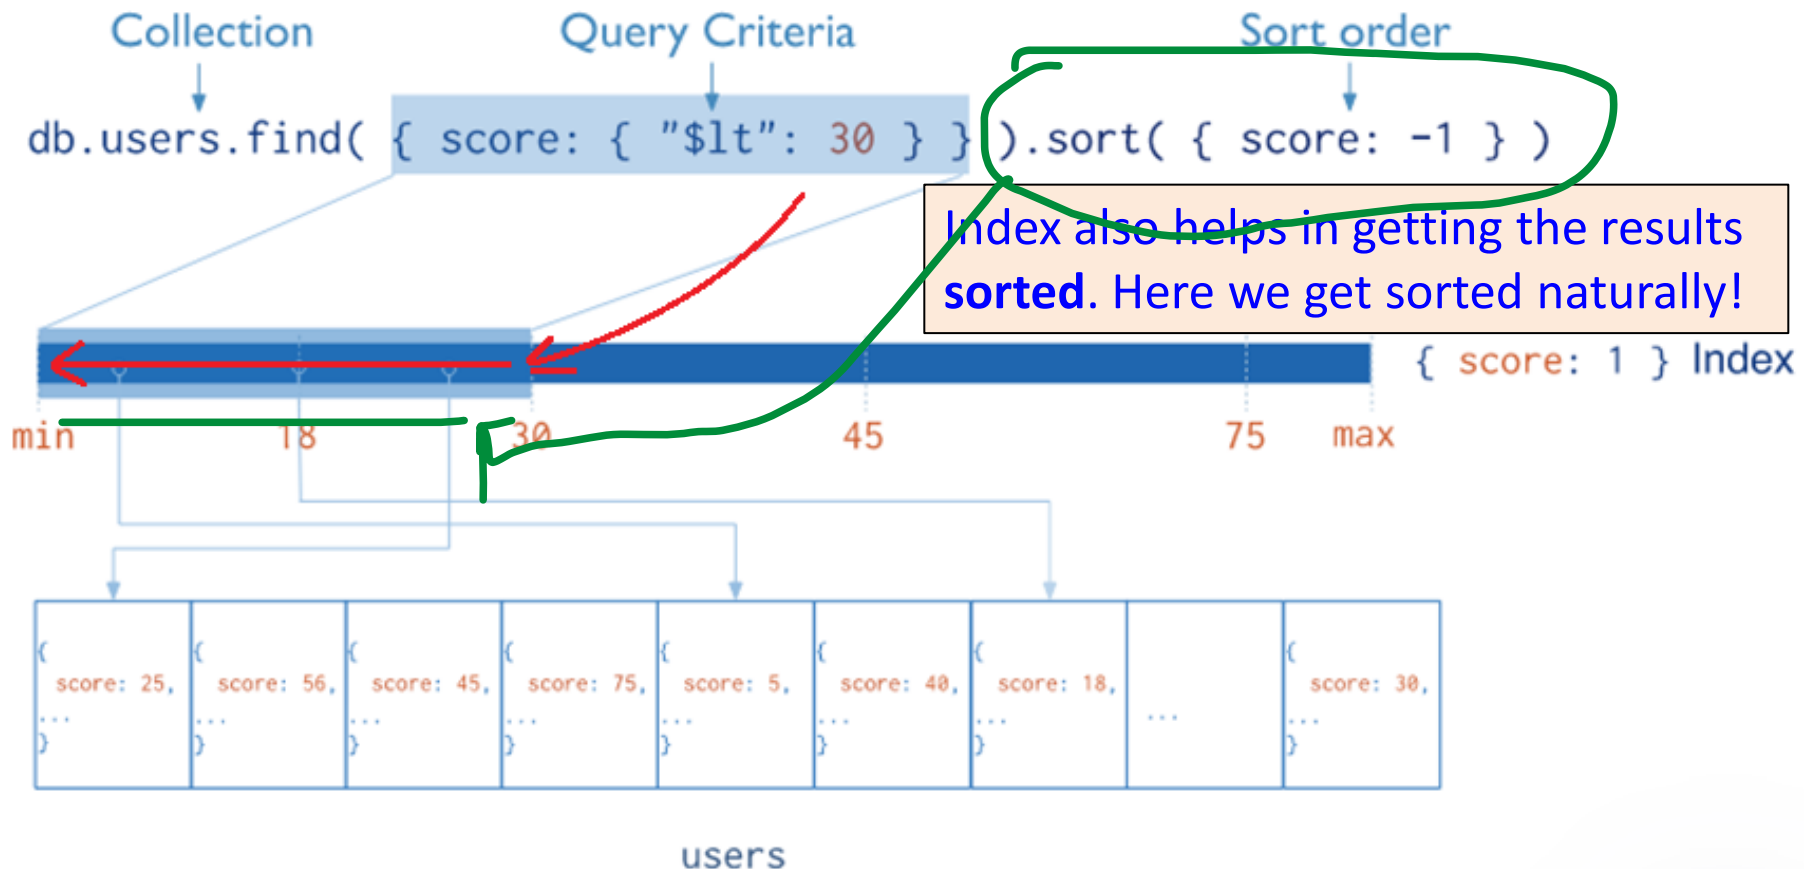 Collection Query Criteria Sort order
db.users.find( { score: { "$lt": 30 } } ).sort( { score: -1 } )
Index also helps in getting the results
sorted. Here we get sorted naturally!
{ score: 1 } Index
min 18 30 45 75 max
{ { { { { { { {
score: 25, score: 56, score: 45, score: 75, score: 5, score: 40, score: 18, score: 30,
... ... ... ... ... ... ... ... ...
} } } } } } } }
users